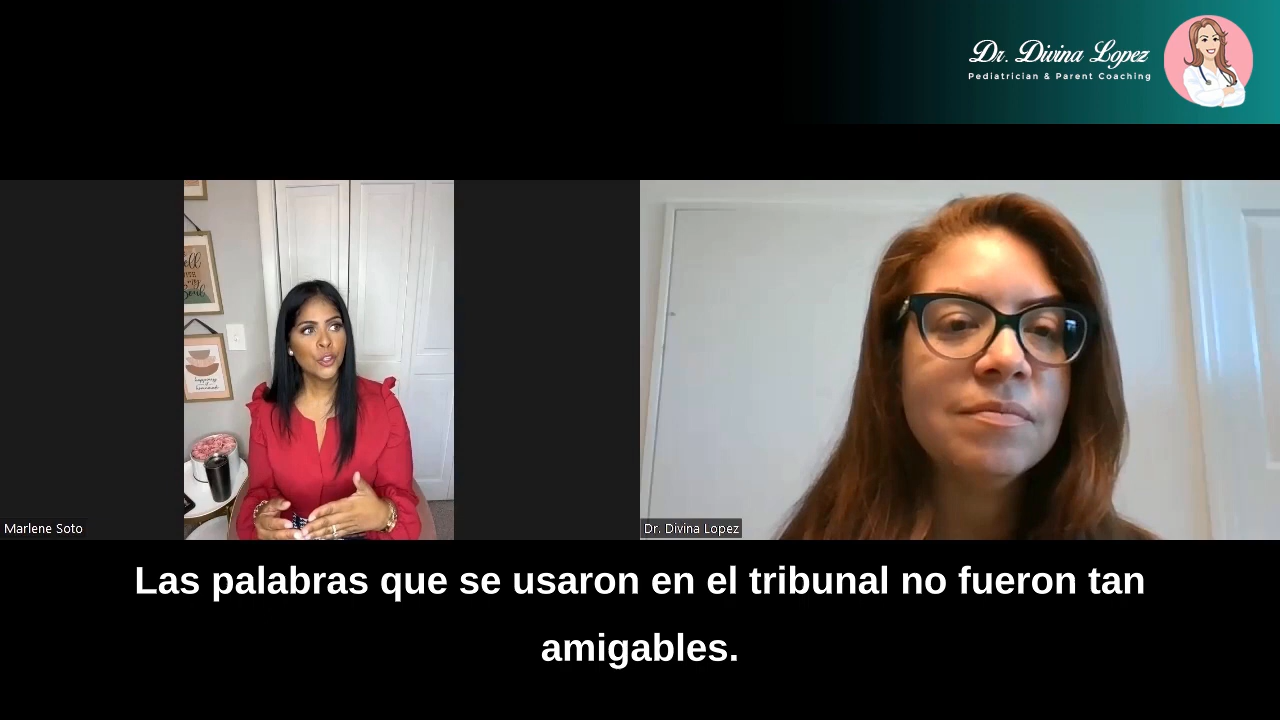 Dr. Divina Lopez
Pediatrician & Parent Coaching
Marlene Soto
Dr. Divina Lopez
Las palabras que se usaron en el tribunal no fueron tan
amigables.